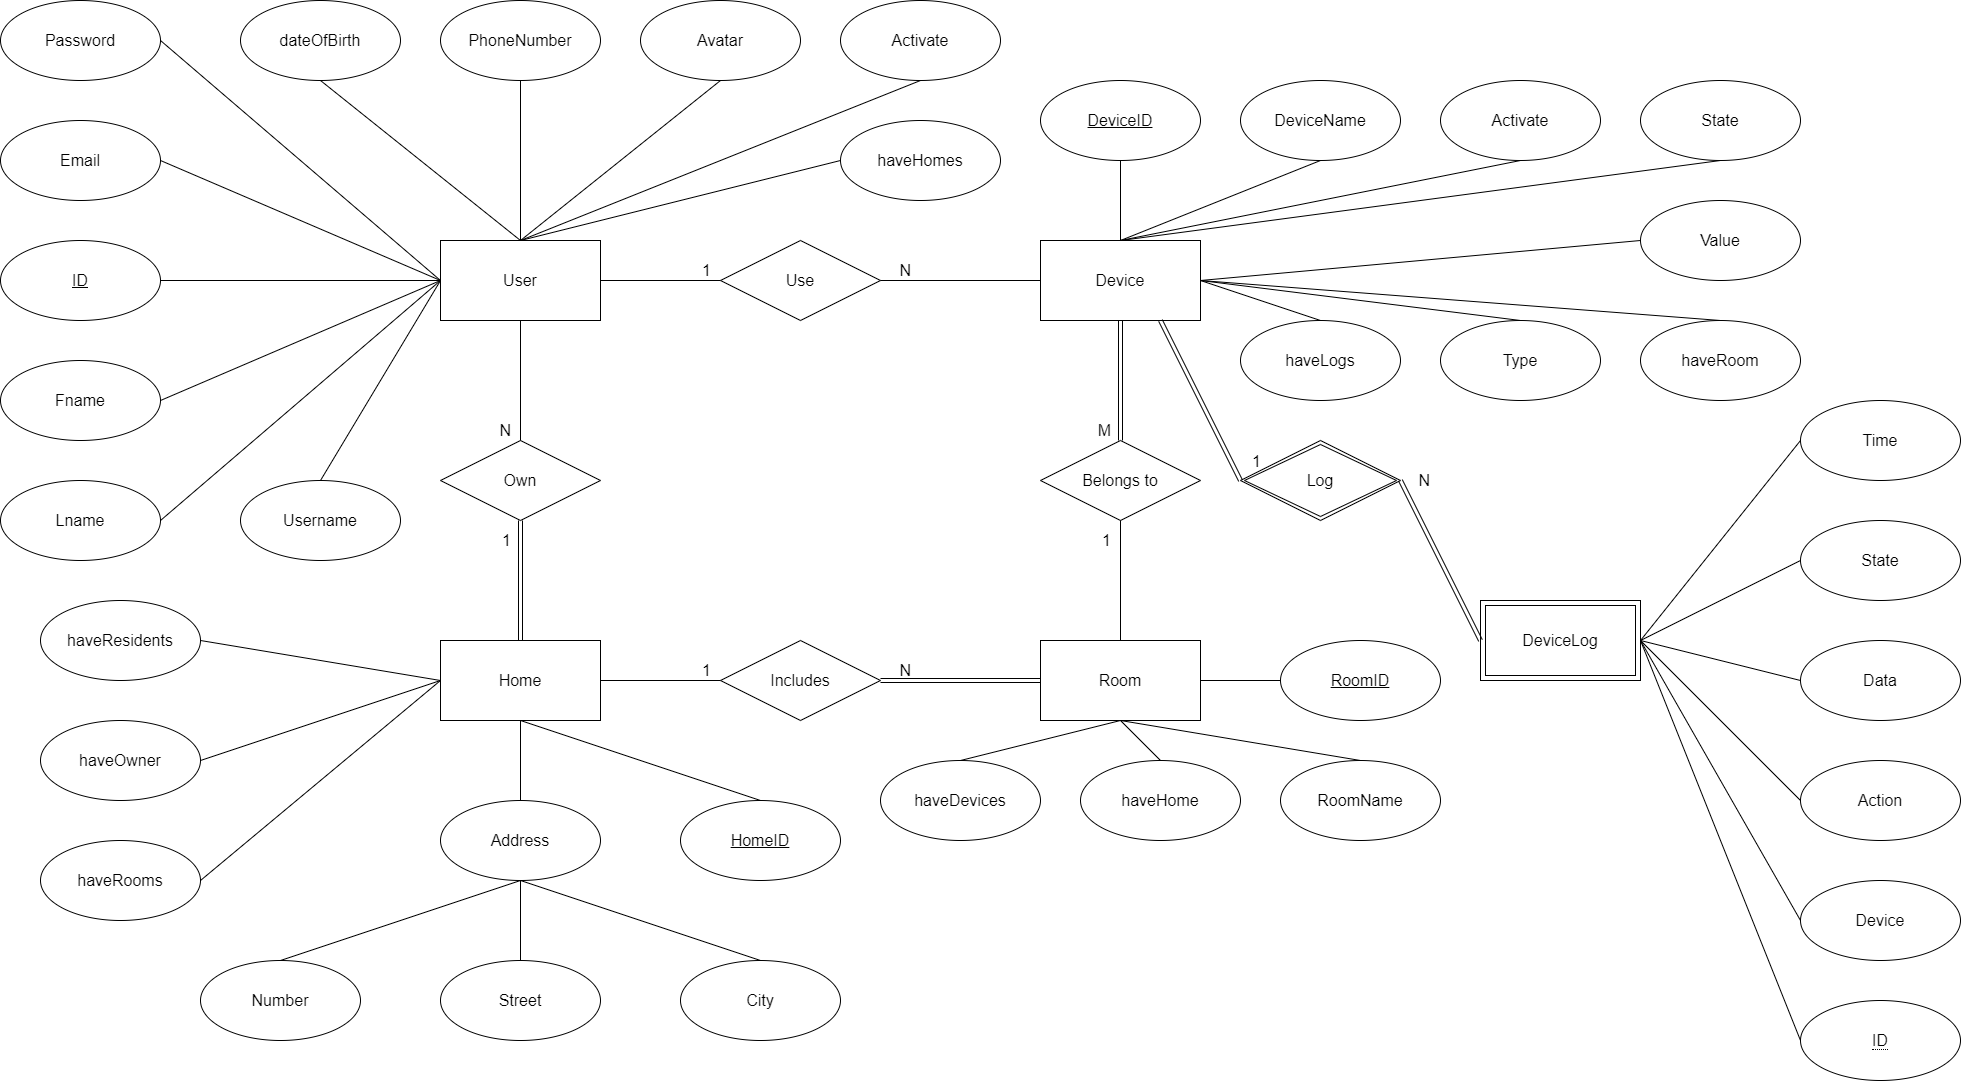 Password
dateOfBirth
PhoneNumber
Avatar
Activate
DeviceID
DeviceName
Activate
State
Email
haveHomes
Value
ID
User
1
Use
N
Device
haveLogs
Type
haveRoom
Fname
N
M
Time
Own
Belongs to
1
Log
N
Lname
Username
1
1
State
haveResidents
DeviceLog
Home
1
Includes
N
Room
RoomID
Data
haveOwner
haveDevices
haveHome
RoomName
Action
Address
HomeID
haveRooms
Device
Number
Street
City
ID